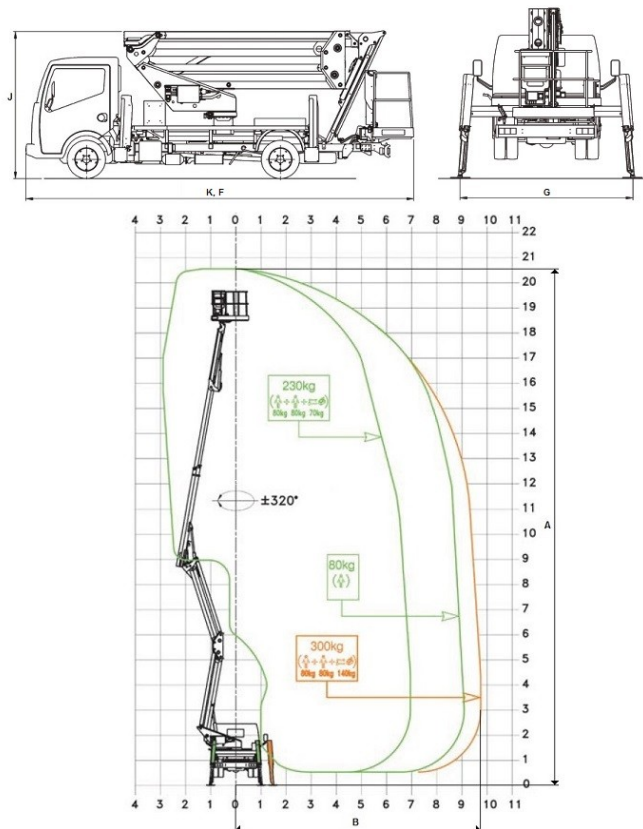 J
K, F
G
4 3 2 1 0 1 2 3 4 5 6 7 8 9 10 11
22
21
20
19
18
17
16
15
14
13
12
11
10
9
8
7
6
5
4
3
2
1
0
230kg
( + + )
80kg 80kg 70kg
±320°
A
80kg
( )
300kg
( + + )
80kg 80kg 140kg
4 3 2 1 0 1 2 3 4 5 6 7 8 9 10 11
B